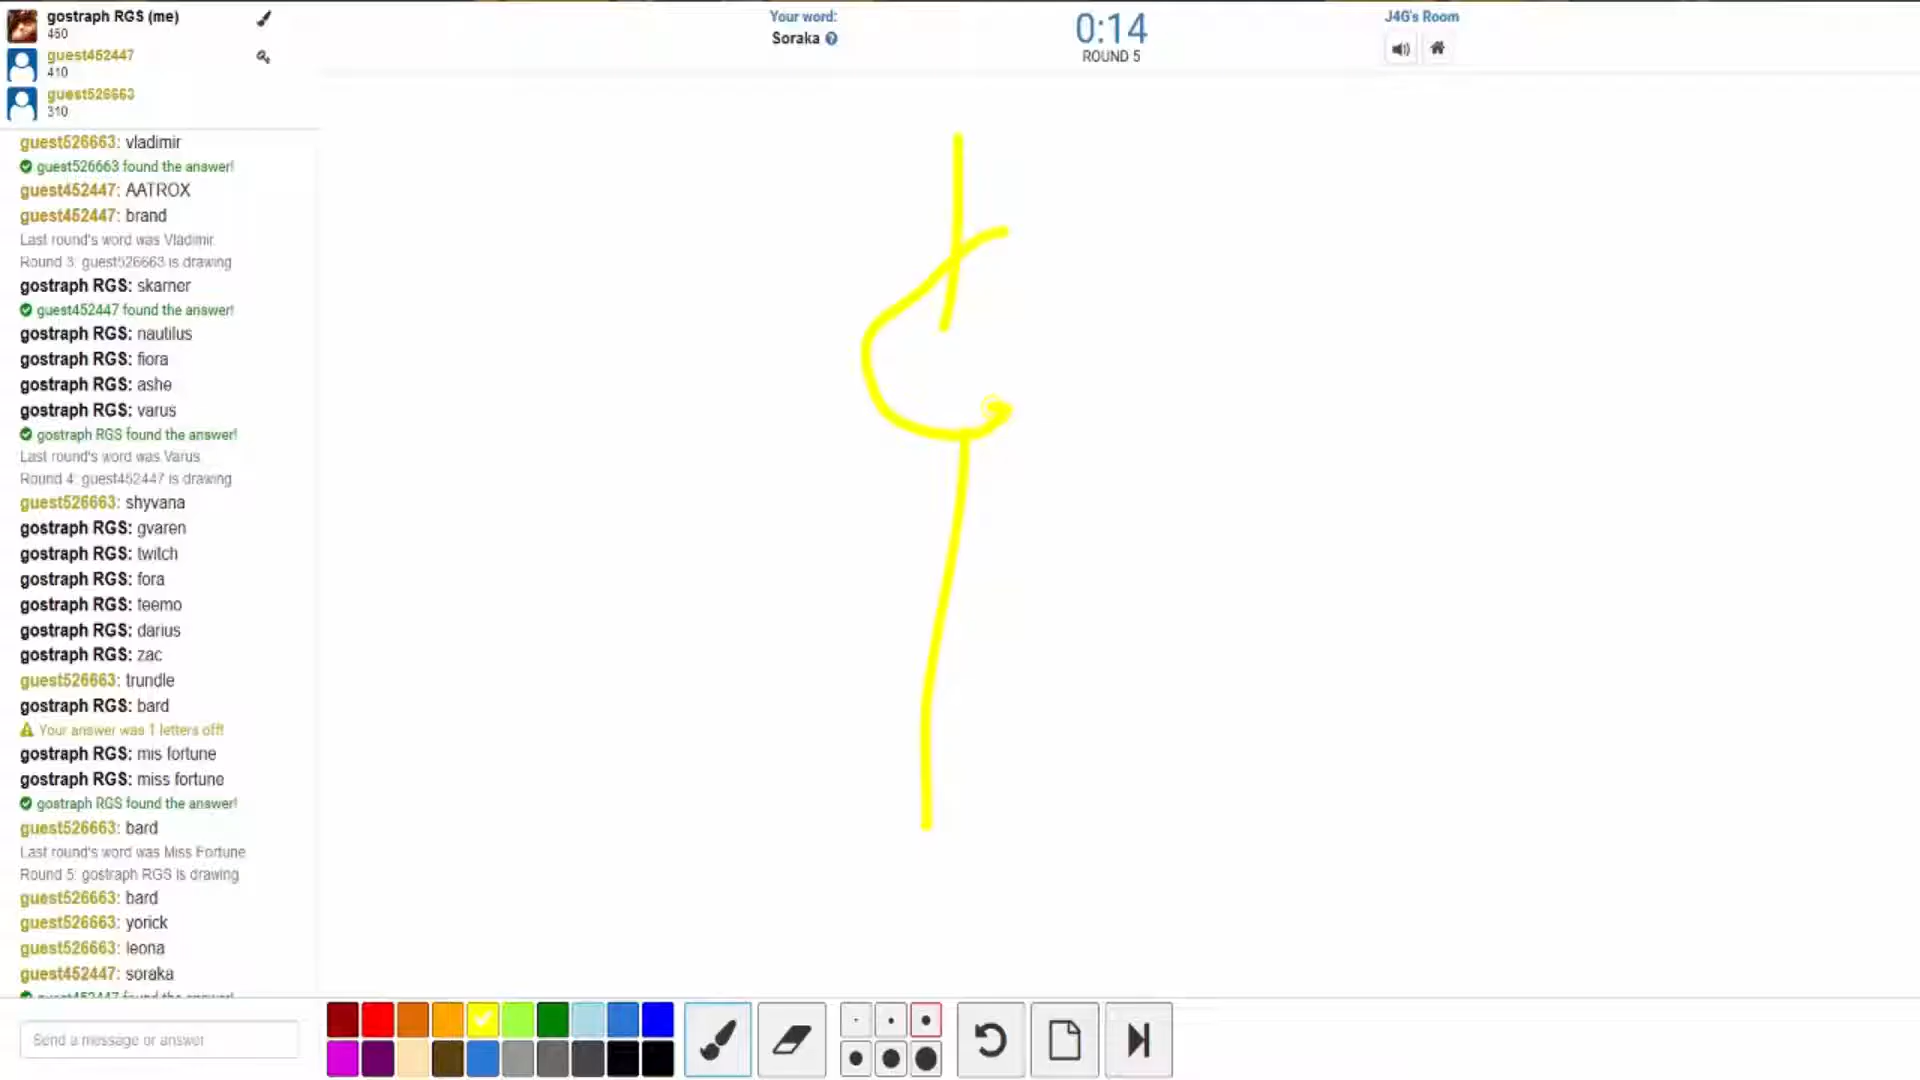 gostraph RGS (me)
460
guest452447
410
guest526663
310
Your word:
Soraka
0:14
ROUND 5
J4G's Room
guest526663: vladimir
guest526663 found the answer!
guest452447: AATROX
guest452447: brand
Last round's word was Vladimir
Round 3: guest526663 is drawing
gostraph RGS: skarner
guest452447 found the answer!
gostraph RGS: nautilus
gostraph RGS: fiora
gostraph RGS: ashe
gostraph RGS: varus
gostraph RGS found the answer!
Last round's word was Varus
Round 4: guest452447 is drawing
guest526663: shyvana
gostraph RGS: gvaren
gostraph RGS: twitch
gostraph RGS: fora
gostraph RGS: teemo
gostraph RGS: darius
gostraph RGS: zac
guest526663: trundle
gostraph RGS: bard
Your answer was 1 letters off!
gostraph RGS: mis fortune
gostraph RGS: miss fortune
gostraph RGS found the answer!
guest526663: bard
Last round's word was Miss Fortune
Round 5: gostraph RGS is drawing
guest526663: bard
guest526663: yorick
guest526663: leona
guest452447: soraka
guest452447 found the answer!
Send a message or answer